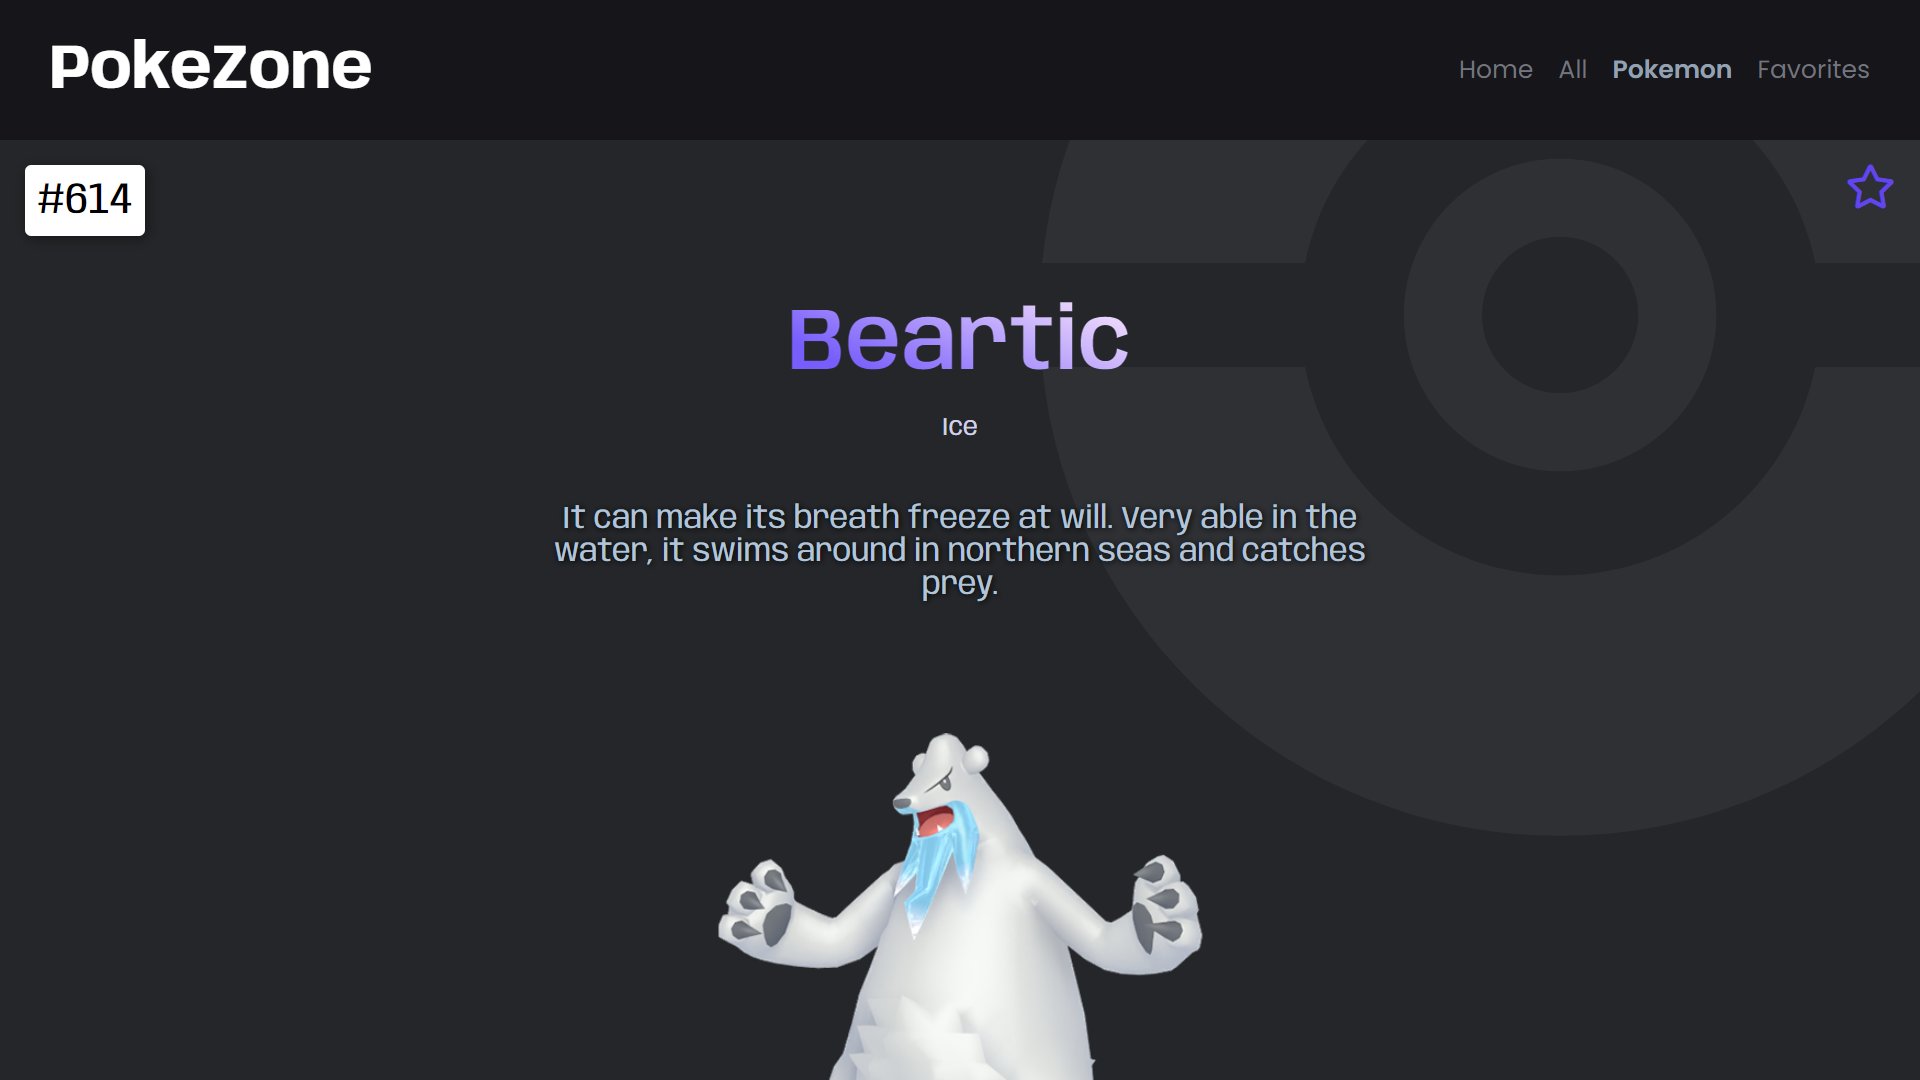 PokeZone
Home All Pokemon Favorites
#614
Beartic
Ice
It can make its breath freeze at will. Very able in the
water, it swims around in northern seas and catches
prey.